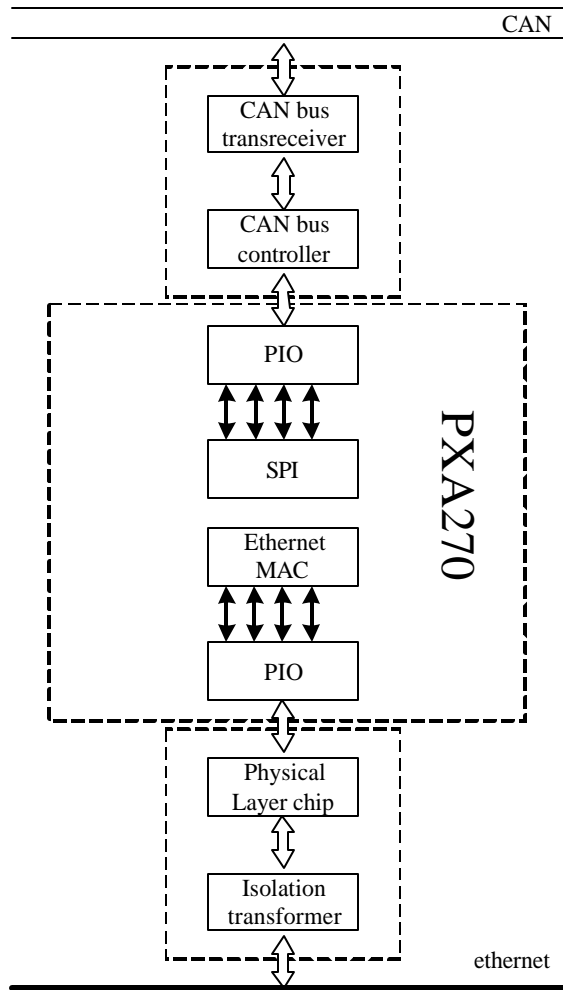 CAN
CAN bus
transreceiver
CAN bus
controller
PIO
SPI
PXA270
Ethernet
MAC
PIO
Physical
Layer chip
Isolation
transformer
ethernet